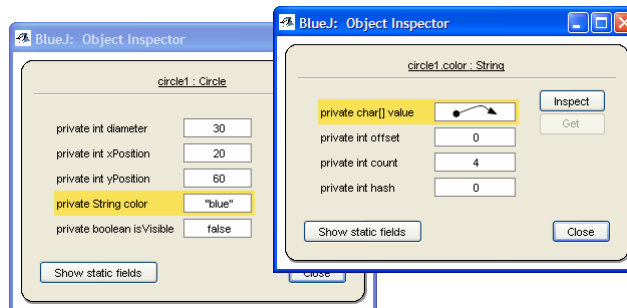 BlueJ: Object Inspector
circle1 : Circle
private int diameter 30
private int xPosition 20
private int yPosition 60
private String color "blue"
private boolean isVisible false
Show static fields
Close
BlueJ: Object Inspector
circle1.color : String
private char[] value
Inspect
Get
private int offset 0
private int count 4
private int hash 0
Show static fields
Close